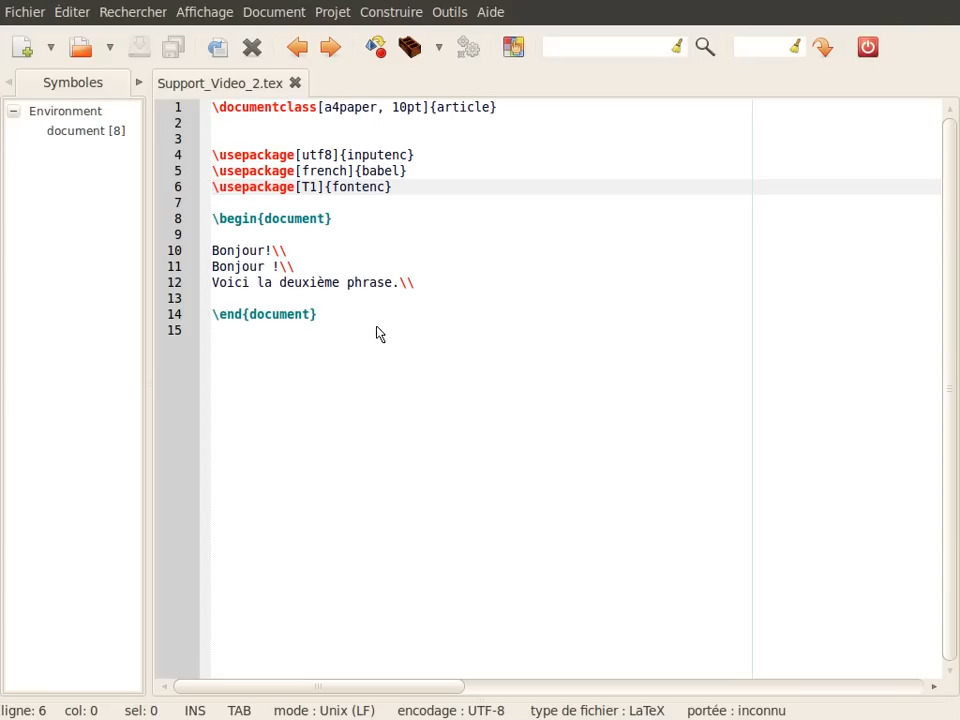 Fichier Éditer Rechercher Affichage Document Projet Construire Outils Aide
Symboles
Support_Video_2.tex
Environment
document [8]
1 \documentclass[a4paper, 10pt]{article}
2
3
4 \usepackage[utf8]{inputenc}
5 \usepackage[french]{babel}
6 \usepackage[T1]{fontenc}
7
8 \begin{document}
9
10 Bonjour!\\
11 Bonjour !\\
12 Voici la deuxième phrase.\\
13
14 \end{document}
15
ligne: 6 col: 0 sel: 0 INS TAB mode : Unix (LF) encodage : UTF-8 type de fichier : LaTeX portée : inconnu